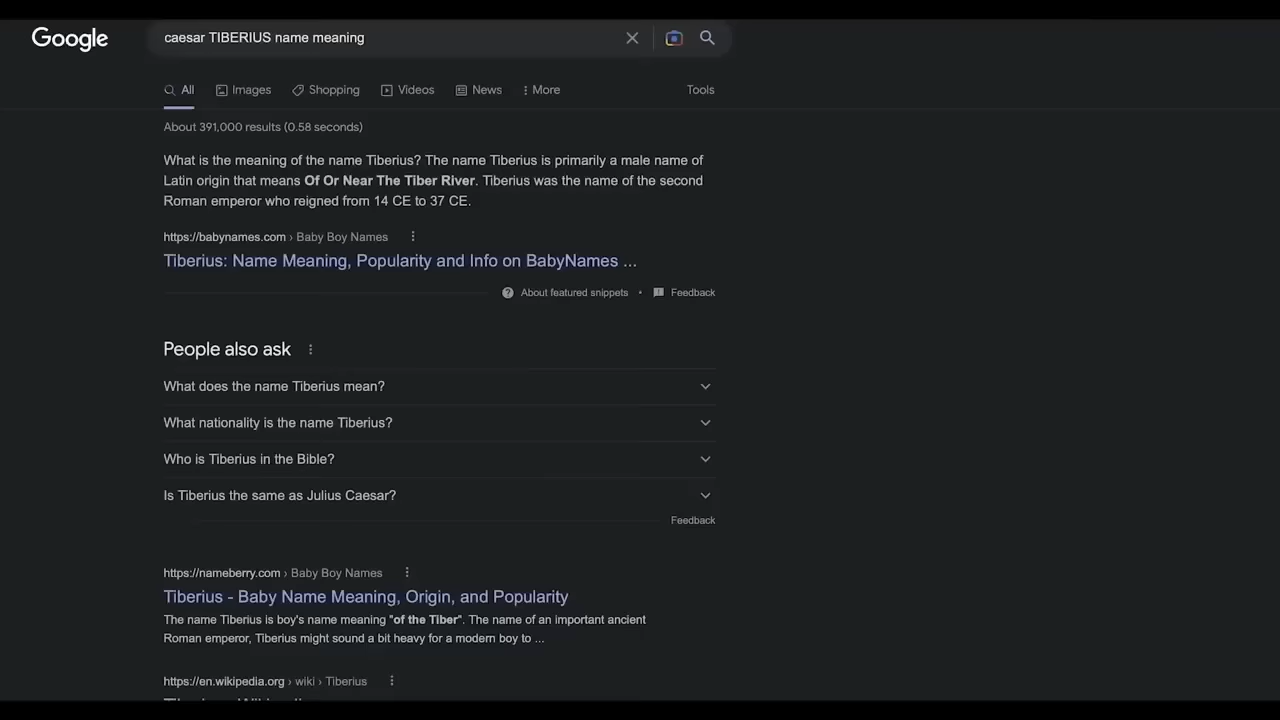 Google
caesar TIBERIUS name meaning
All Images Shopping Videos News More Tools
About 391,000 results (0.58 seconds)
What is the meaning of the name Tiberius? The name Tiberius is primarily a male name of
Latin origin that means Of Or Near The Tiber River. Tiberius was the name of the second
Roman emperor who reigned from 14 CE to 37 CE.
https://babynames.com › Baby Boy Names
Tiberius: Name Meaning, Popularity and Info on BabyNames ...
About featured snippets • Feedback
People also ask
What does the name Tiberius mean?
What nationality is the name Tiberius?
Who is Tiberius in the Bible?
Is Tiberius the same as Julius Caesar?
Feedback
https://nameberry.com › Baby Boy Names
Tiberius - Baby Name Meaning, Origin, and Popularity
The name Tiberius is boy's name meaning "of the Tiber". The name of an important ancient
Roman emperor, Tiberius might sound a bit heavy for a modern boy to ...
https://en.wikipedia.org › wiki › Tiberius